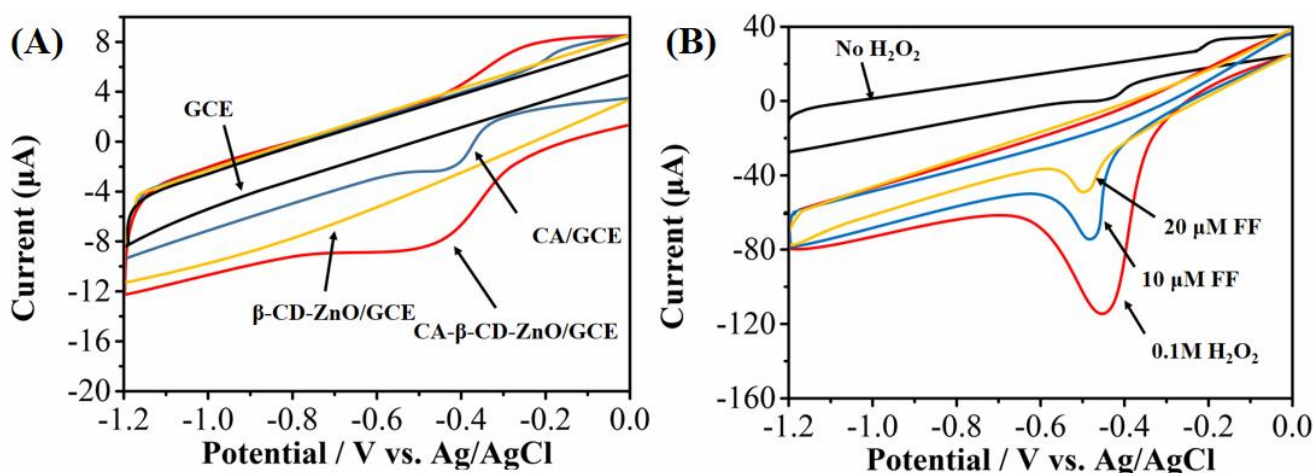 (A)
8
4
0
-4
-8
-12
-16
-20
Current (µA)
GCE
CA/GCE
β-CD-ZnO/GCE
CA-β-CD-ZnO/GCE
-1.2 -1.0 -0.8 -0.6 -0.4 -0.2 0.0
Potential / V vs. Ag/AgCl
(B)
40
0
-40
-80
-120
-160
Current (µA)
No H₂O₂
20 µM FF
10 µM FF
0.1M H₂O₂
-1.2 -1.0 -0.8 -0.6 -0.4 -0.2 0.0
Potential / V vs. Ag/AgCl